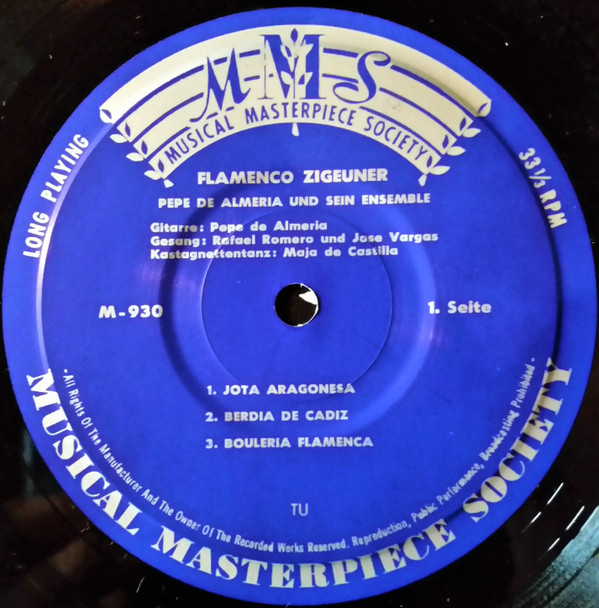 MMS
MUSICAL MASTERPIECE SOCIETY
LONG PLAYING
33 1/3 RPM
FLAMENCO ZIGEUNER
PEPE DE ALMERIA UND SEIN ENSEMBLE
Gitarre: Pepe de Almeria
Gesang: Rafael Romero und Jose Vargas
Kastagnettentanz: Maja de Castilla
M-930
1. Seite
1. JOTA ARAGONESA
2. BERDIA DE CADIZ
3. BOULERIA FLAMENCA
TU
-All Rights Of The Manufacturer And The Owner Of The Recorded Works Reserved. Reproduction, Public Performance, Broadcasting Prohibited-
MUSICAL MASTERPIECE SOCIETY